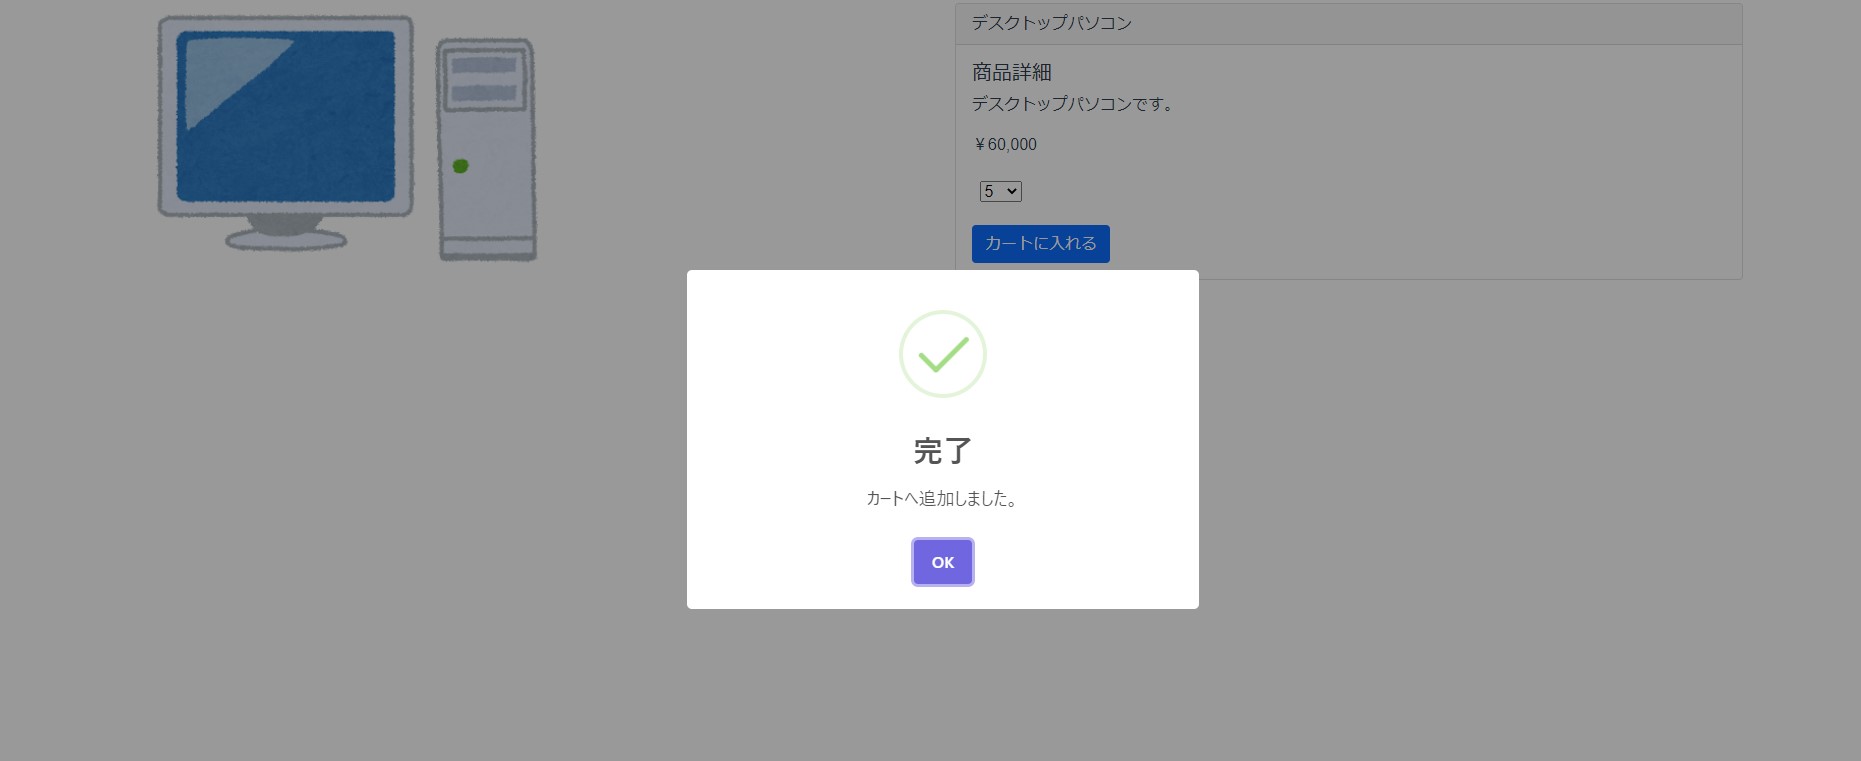 デスクトップパソコン
商品詳細
デスクトップパソコンです。
￥60,000
5
カートに入れる
完了
カートへ追加しました。
OK